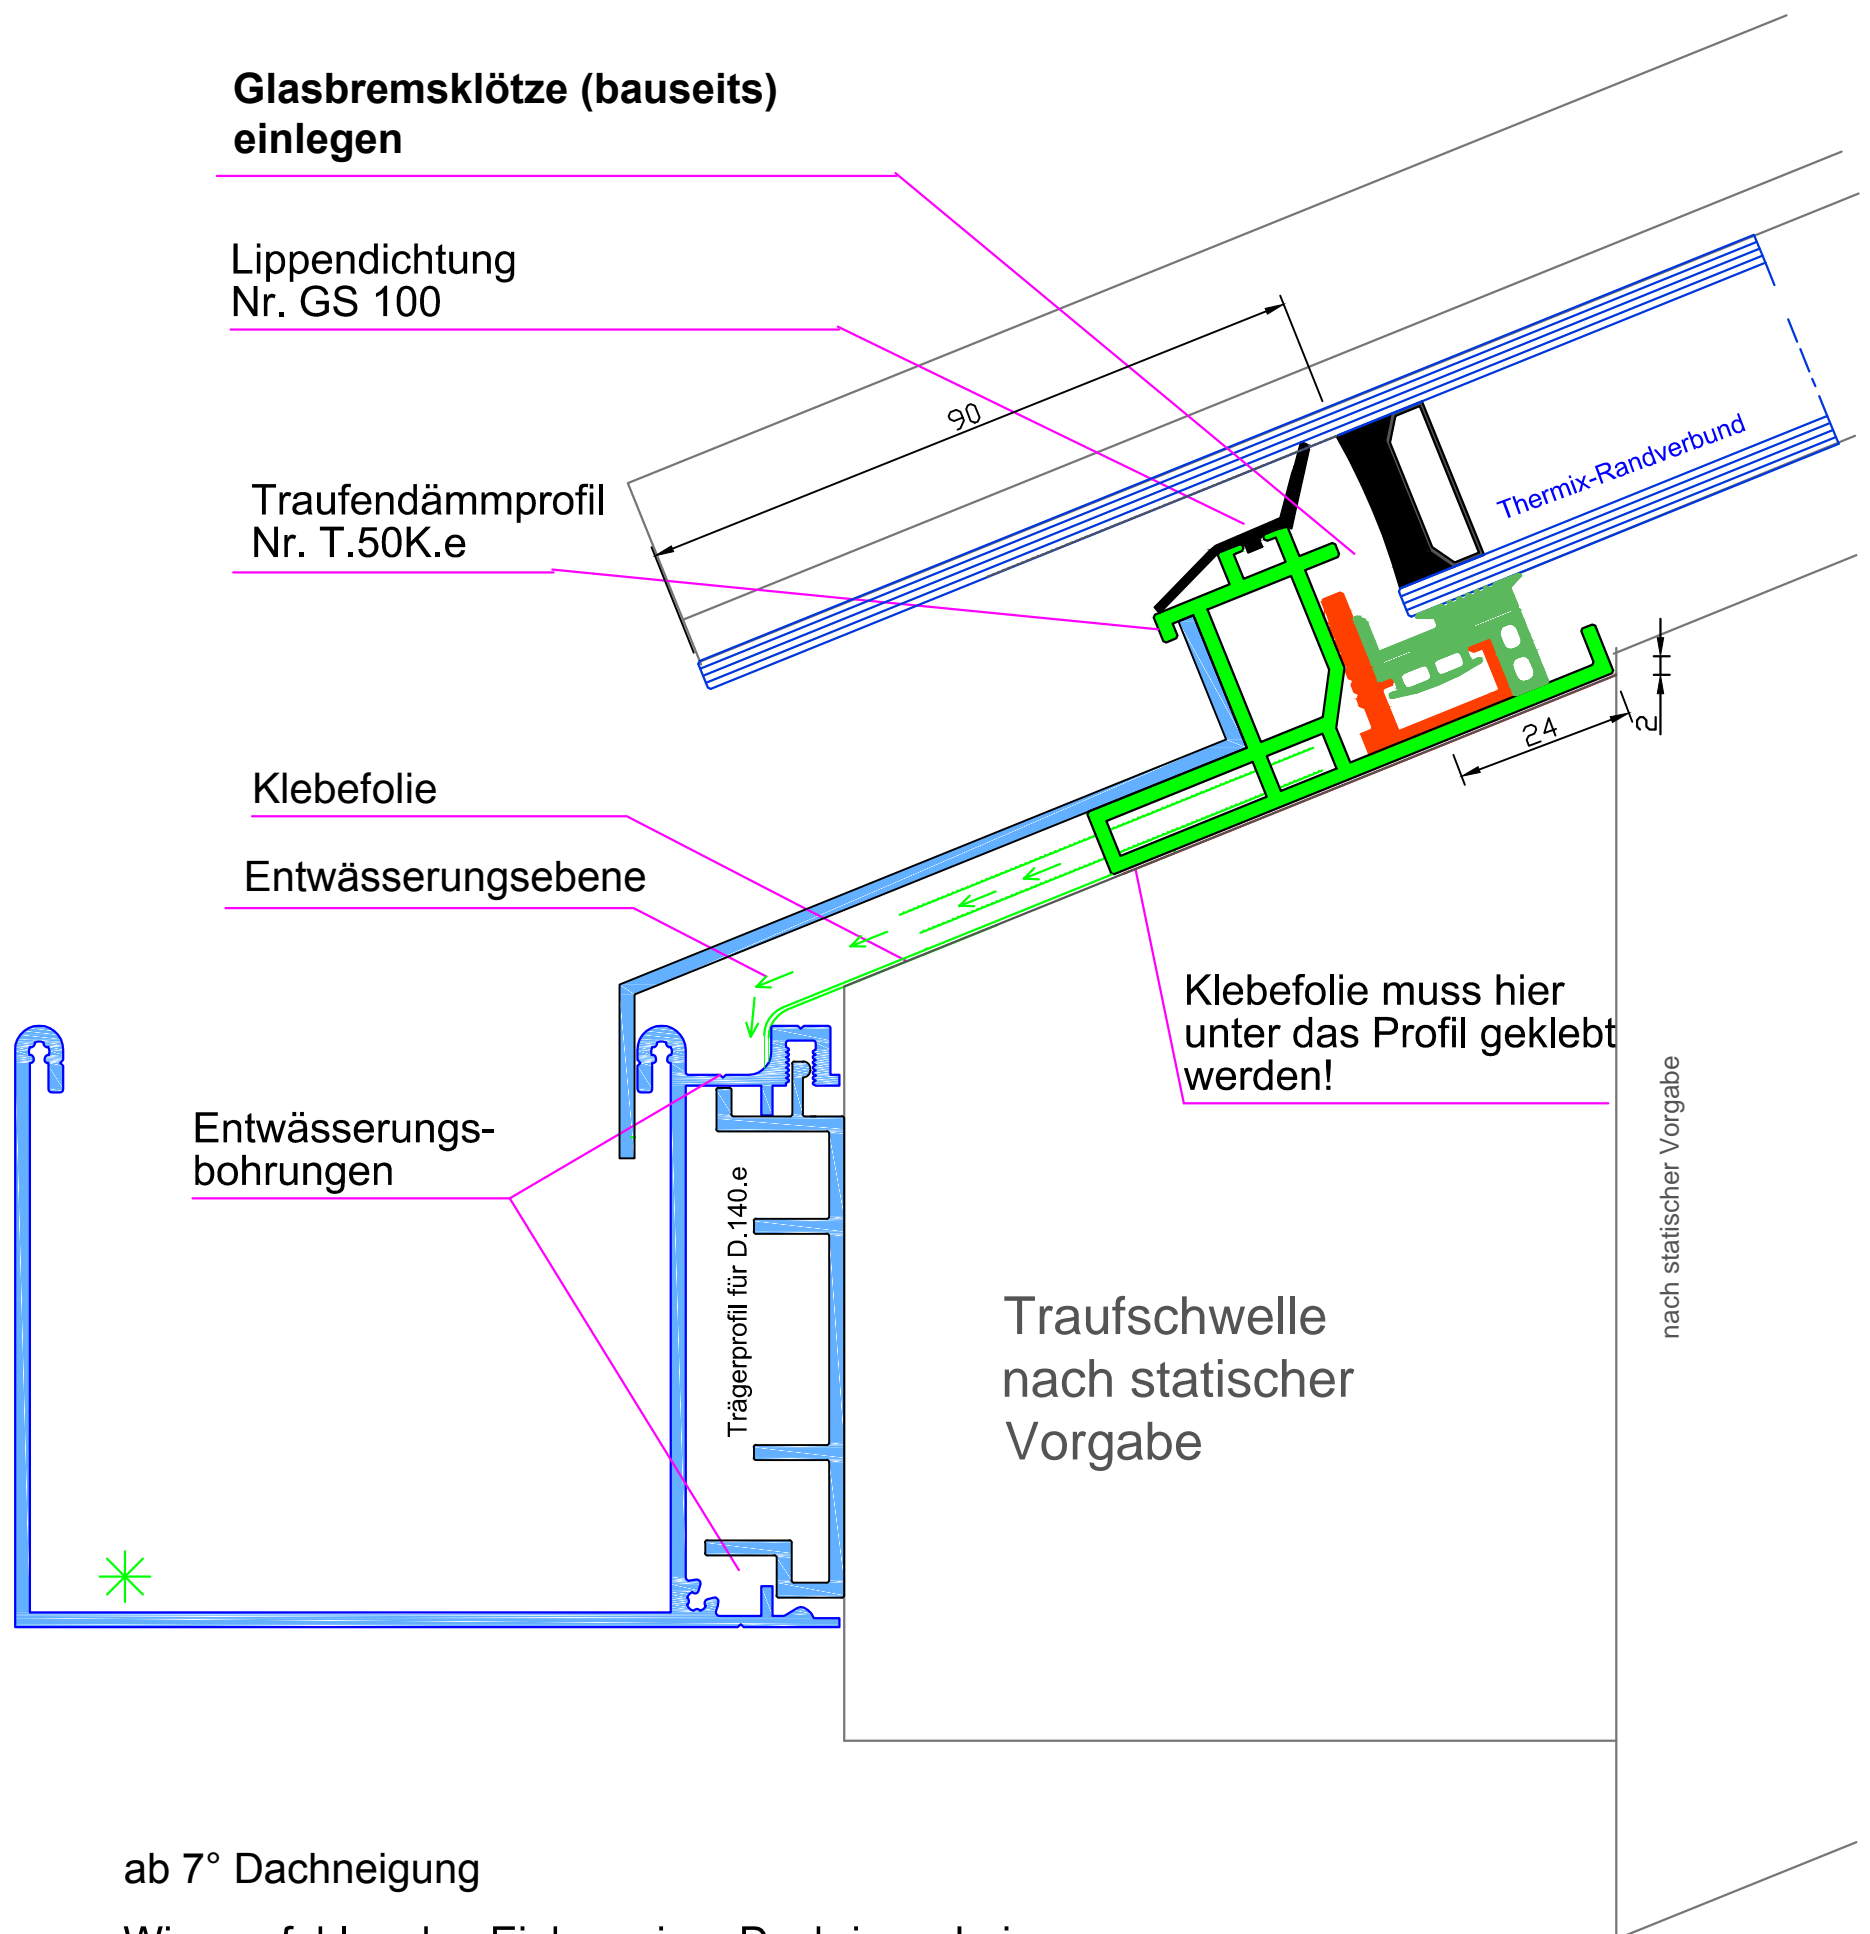 Glasbremsklötze (bauseits)
einlegen
Lippendichtung
Nr. GS 100
90
Thermix-Randverbund
Traufendämmprofil
Nr. T.50K.e
2
24
Klebefolie
Entwässerungsebene
Klebefolie muss hier
unter das Profil geklebt
werden!
nach statischer Vorgabe
Entwässerungs-
bohrungen
Trägerprofil für D.140.e
Traufschwelle
nach statischer
Vorgabe
ab 7° Dachneigung